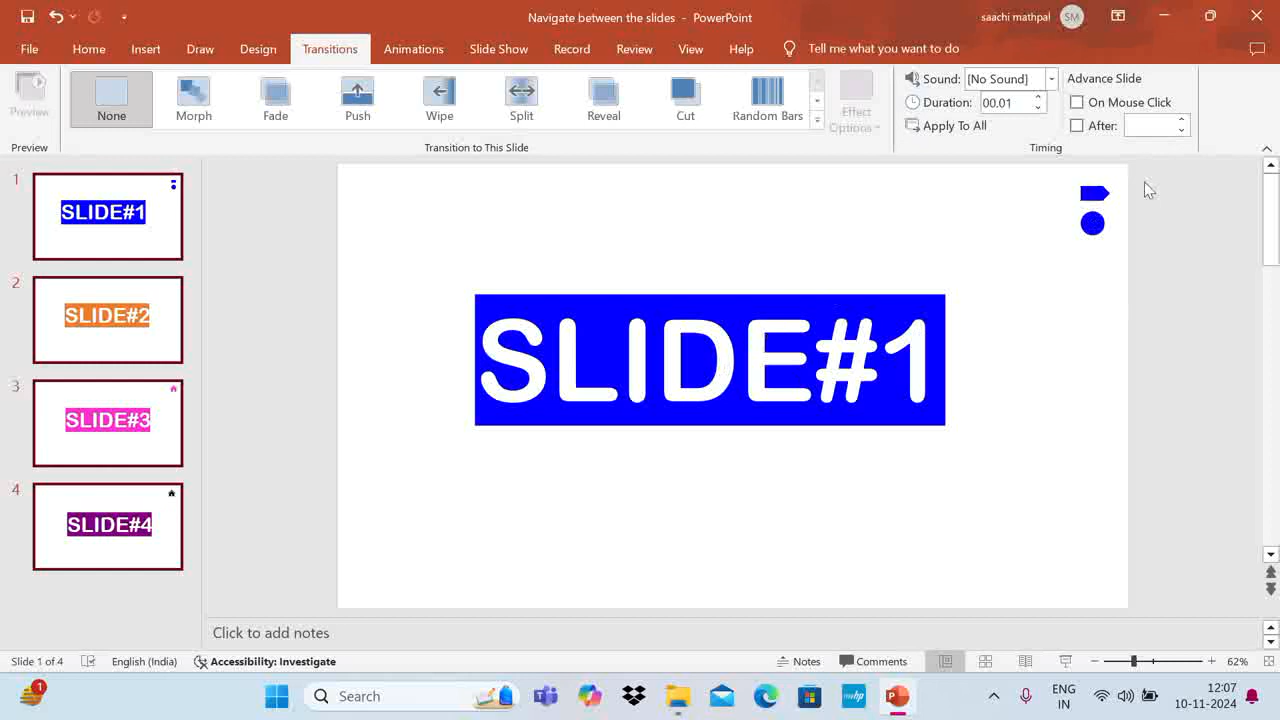 Navigate between the slides - PowerPoint
saachi mathpal
SM
File Home Insert Draw Design Transitions Animations Slide Show Record Review View Help Tell me what you want to do
Preview
None Morph Fade Push Wipe Split Reveal Cut Random Bars
Effect
Options
Sound: [No Sound]
Duration: 00.01
Apply To All
Advance Slide
On Mouse Click
After:
Preview
Transition to This Slide
Timing
1
SLIDE#1
2
SLIDE#2
3
SLIDE#3
4
SLIDE#4
SLIDE#1
Click to add notes
Slide 1 of 4 English (India) Accessibility: Investigate Notes Comments 62%
1
Search
myhp
P
ENG
IN
12:07
10-11-2024